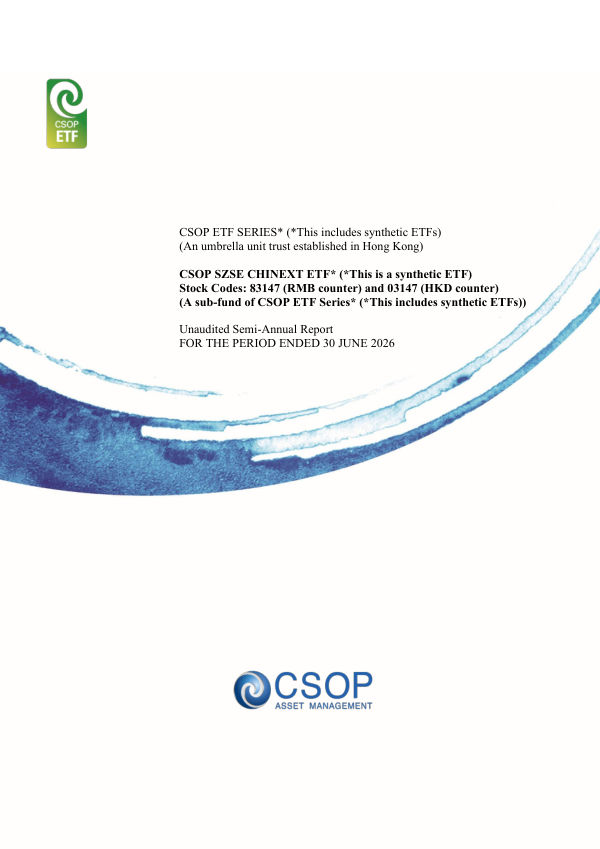 CSOP
ETF
CSOP ETF SERIES* (*This includes synthetic ETFs)
(An umbrella unit trust established in Hong Kong)
CSOP SZSE CHINEXT ETF* (*This is a synthetic ETF)
Stock Codes: 83147 (RMB counter) and 03147 (HKD counter)
(A sub-fund of CSOP ETF Series* (*This includes synthetic ETFs))
Unaudited Semi-Annual Report
FOR THE PERIOD ENDED 30 JUNE 2026
CSOP
ASSET MANAGEMENT